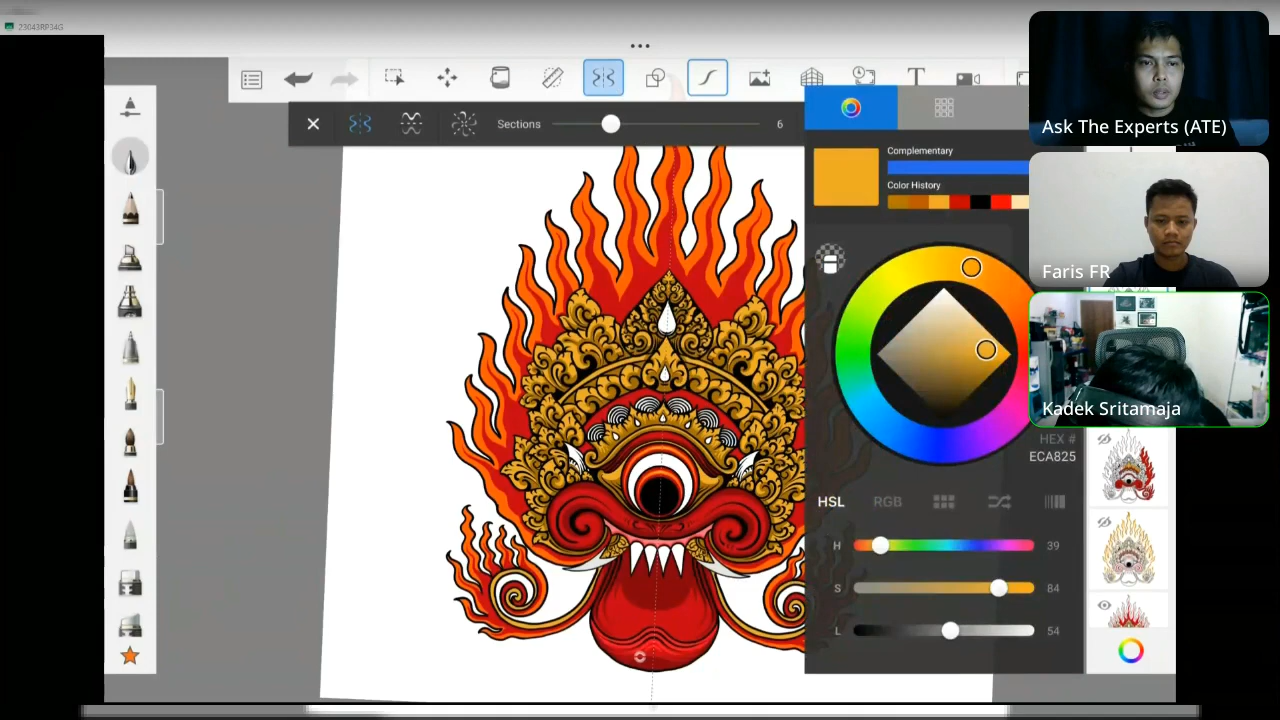 23043RP34G
T
Sections
6
Complementary
Color History
HEX #
ECA825
HSL
RGB
H
39
S
84
L
54
Ask The Experts (ATE)
Faris FR
Kadek Sritamaja